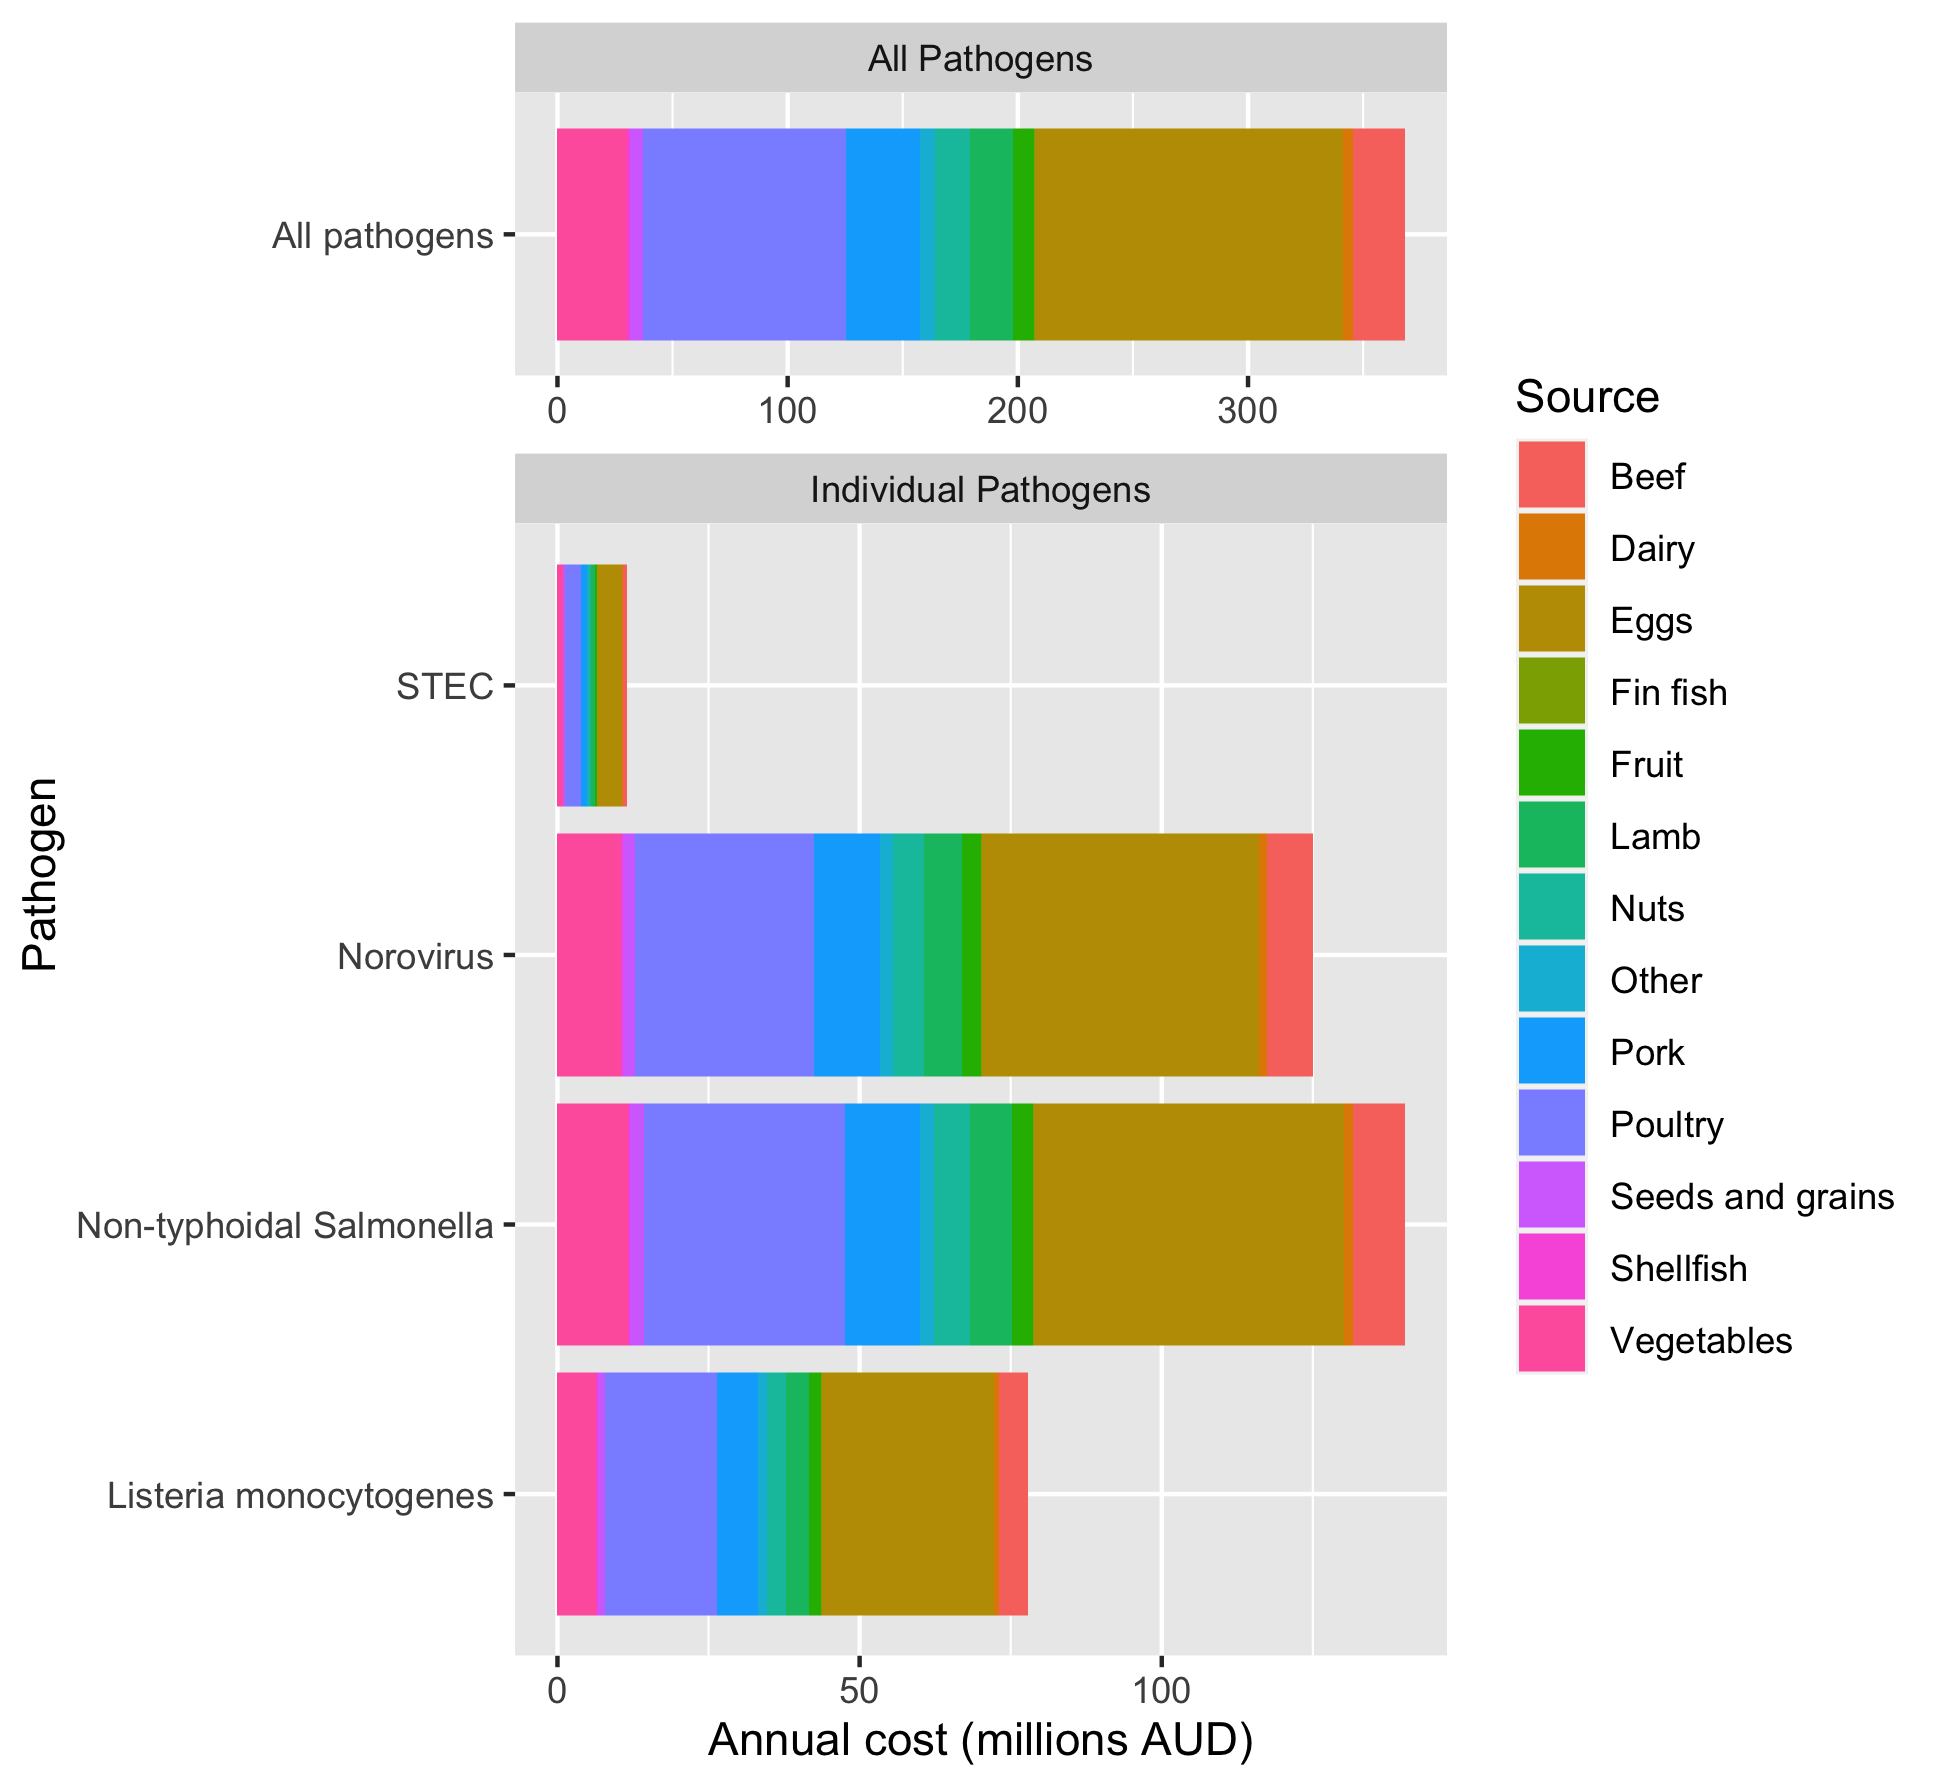 All Pathogens
All pathogens
0 100 200 300
Individual Pathogens
STEC
Norovirus
Non-typhoidal Salmonella
Listeria monocytogenes
0 50 100
Annual cost (millions AUD)
Pathogen
Source
Beef
Dairy
Eggs
Fin fish
Fruit
Lamb
Nuts
Other
Pork
Poultry
Seeds and grains
Shellfish
Vegetables